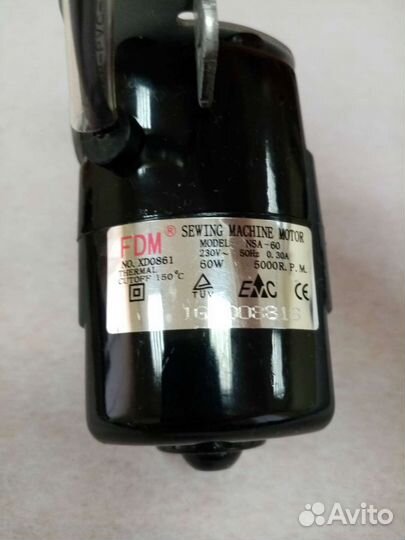 FDM® SEWING MACHINE MOTOR
MODEL: NSA-60
NO. XD0861 230V~ 50Hz 0.30A
THERMAL 60W 5000R.P.M.
CUTOFF 150℃
TUV EMC CE
Avito